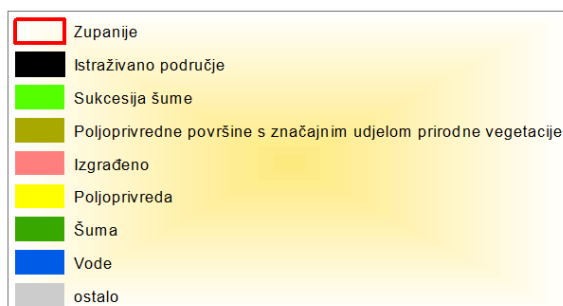 Zupanije
Istraživano područje
Sukcesija šume
Poljoprivredne površine s značajnim udjelom prirodne vegetacije
Izgrađeno
Poljoprivreda
Šuma
Vode
ostalo